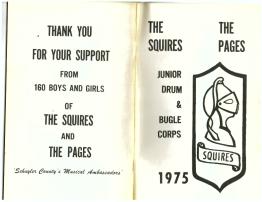 THANK YOU
FOR YOUR SUPPORT
FROM
160 BOYS AND GIRLS
OF
THE SQUIRES
AND
THE PAGES
'Schuyler County's Musical Ambassadors'
THE SQUIRES
THE PAGES
JUNIOR
DRUM
&
BUGLE
CORPS
SQUIRES
1975